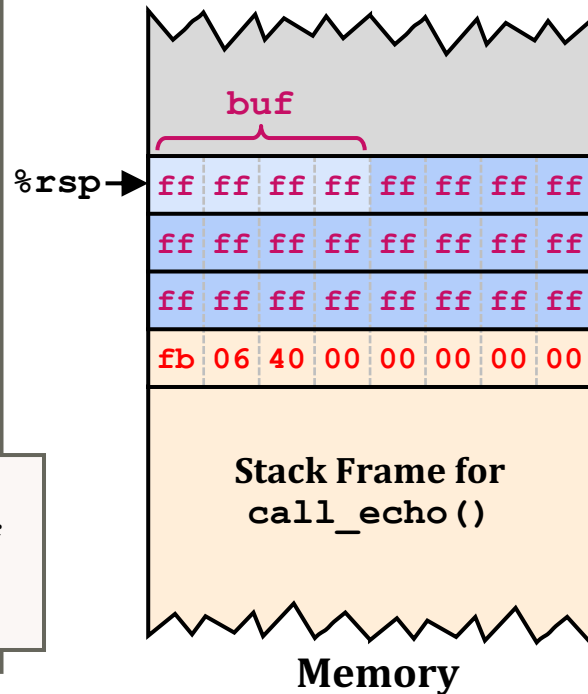 buf
%rsp
ff ff ff ff ff ff ff ff
ff ff ff ff ff ff ff ff
ff ff ff ff ff ff ff ff
fb 06 40 00 00 00 00 00
Stack Frame for
call_echo()
Memory